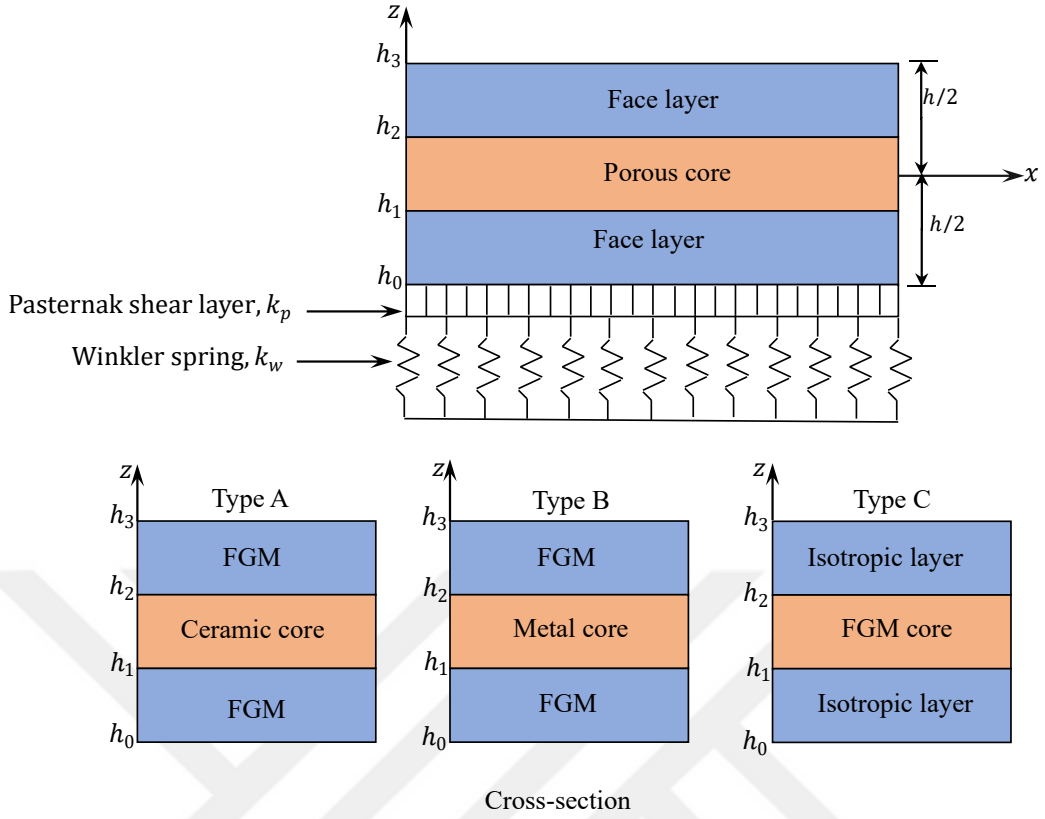 z
h₃
Face layer
h/2
h₂
Porous core
x
h₁
Face layer
h/2
h₀
Pasternak shear layer, kₚ
Winkler spring, k_w
z
Type A
h₃
FGM
h₂
Ceramic core
h₁
FGM
h₀
z
Type B
h₃
FGM
h₂
Metal core
h₁
FGM
h₀
z
Type C
h₃
Isotropic layer
h₂
FGM core
h₁
Isotropic layer
h₀
Cross-section